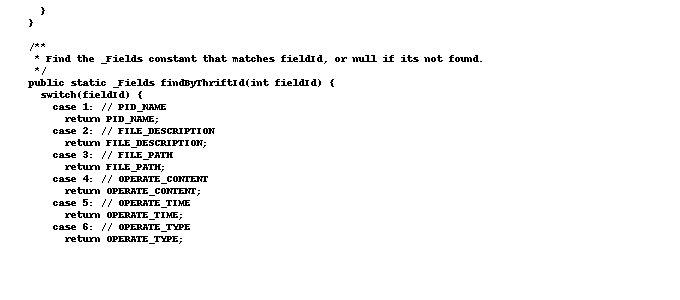 }
}
/**
* Find the _Fields constant that matches fieldId, or null if its not found.
*/
public static _Fields findByThriftId(int fieldId) {
switch(fieldId) {
case 1: // PID_NAME
return PID_NAME;
case 2: // FILE_DESCRIPTION
return FILE_DESCRIPTION;
case 3: // FILE_PATH
return FILE_PATH;
case 4: // OPERATE_CONTENT
return OPERATE_CONTENT;
case 5: // OPERATE_TIME
return OPERATE_TIME;
case 6: // OPERATE_TYPE
return OPERATE_TYPE;